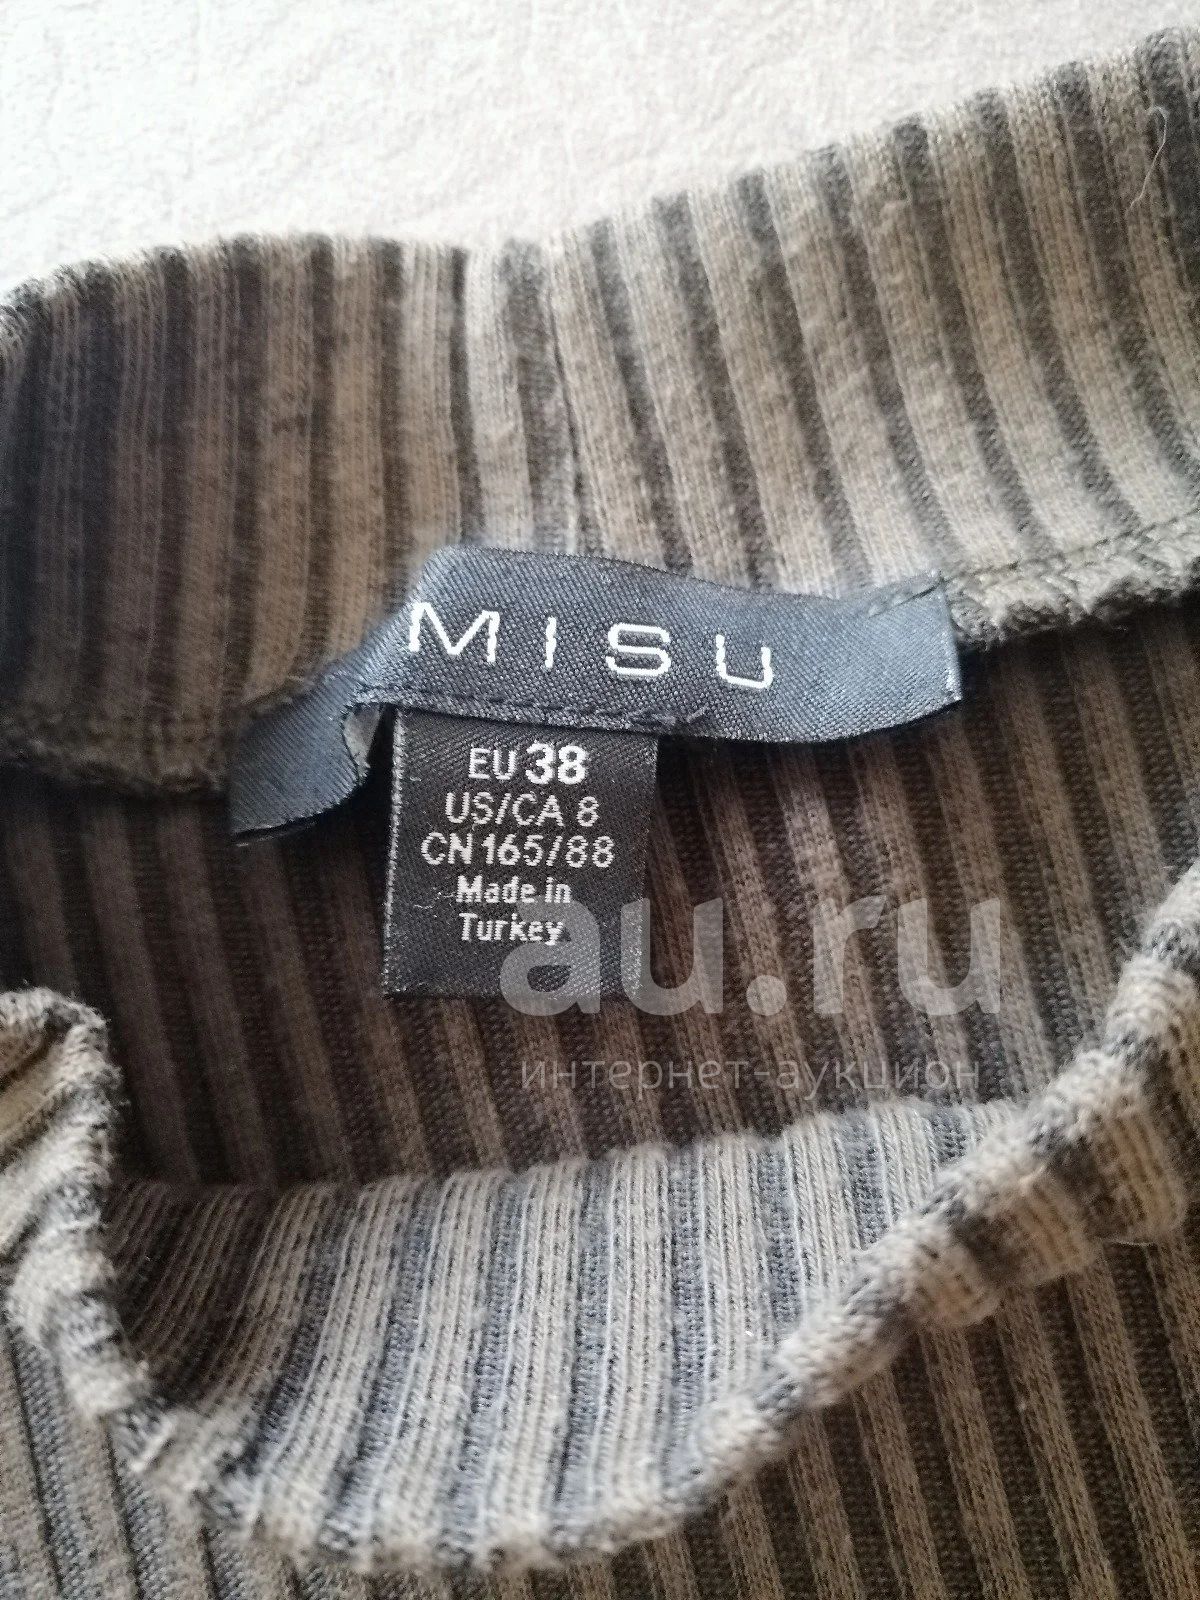 MISU
EU 38
US/CA 8
CN 165/88
Made in
Turkey
au.ru
интернет-аукцион